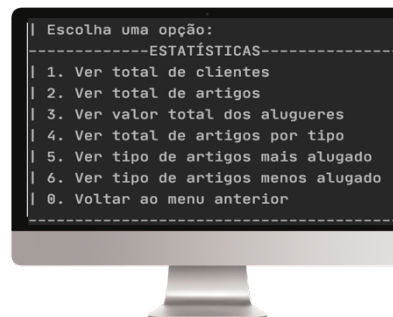 | Escolha uma opção:
-------------ESTATÍSTICAS-------------
| 1. Ver total de clientes
| 2. Ver total de artigos
| 3. Ver valor total dos alugueres
| 4. Ver total de artigos por tipo
| 5. Ver tipo de artigos mais alugado
| 6. Ver tipo de artigos menos alugado
| 0. Voltar ao menu anterior
--------------------------------------